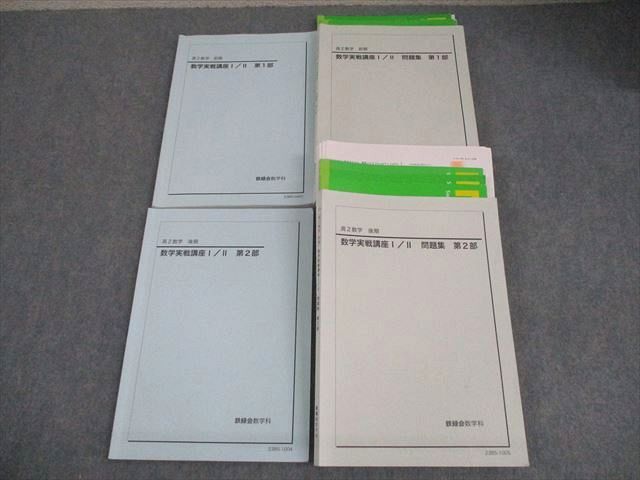 高2数学 前期
数学実戦講座Ⅰ/Ⅱ 第1部
鉄緑会数学科
高2数学 前期
数学実戦講座Ⅰ/Ⅱ 問題集 第1部
高2数学 後期
数学実戦講座Ⅰ/Ⅱ 第2部
鉄緑会数学科
2385-1004
高2数学 後期
数学実戦講座Ⅰ/Ⅱ 問題集 第2部
鉄緑会数学科
2385-1005